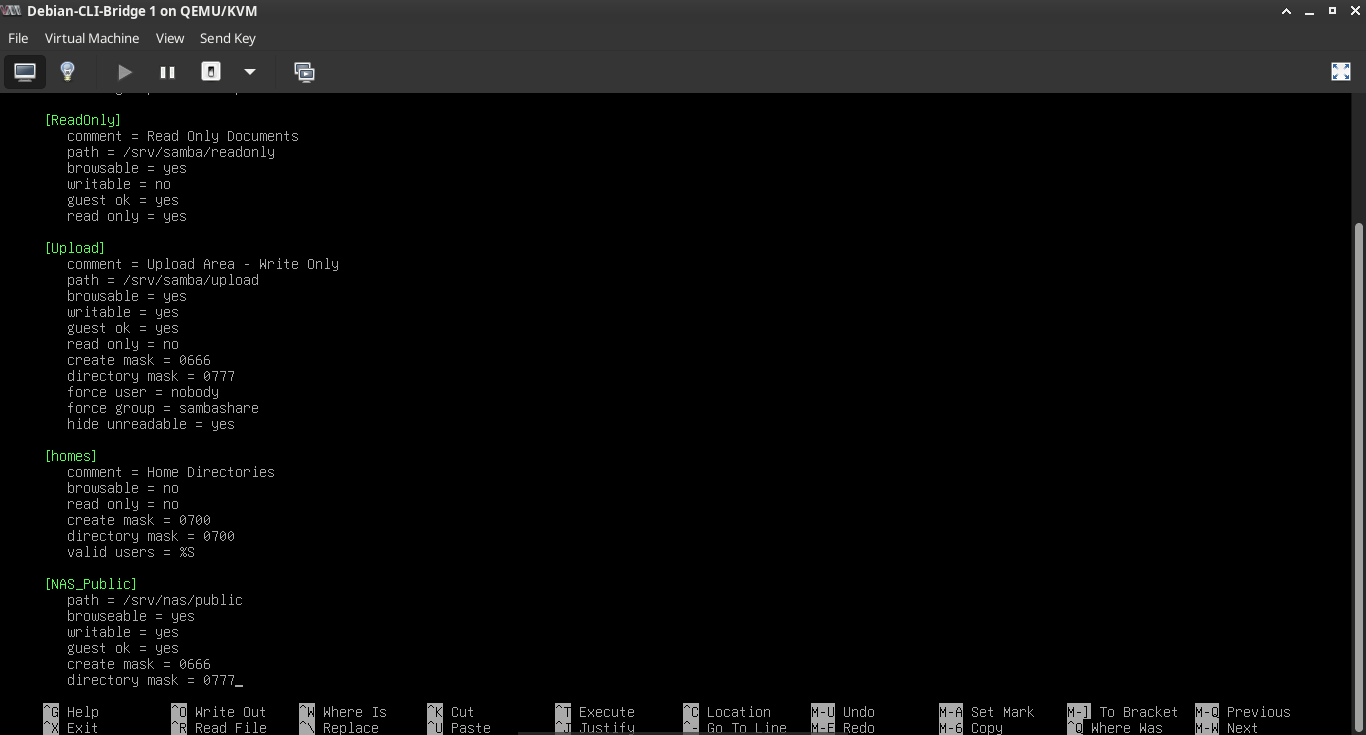 Debian-CLI-Bridge 1 on QEMU/KVM
File Virtual Machine View Send Key
[ReadOnly]
comment = Read Only Documents
path = /srv/samba/readonly
browsable = yes
writable = no
guest ok = yes
read only = yes
[Upload]
comment = Upload Area - Write Only
path = /srv/samba/upload
browsable = yes
writable = yes
guest ok = yes
read only = no
create mask = 0666
directory mask = 0777
force user = nobody
force group = sambashare
hide unreadable = yes
[homes]
comment = Home Directories
browsable = no
read only = no
create mask = 0700
directory mask = 0700
valid users = %S
[NAS_Public]
path = /srv/nas/public
browseable = yes
writable = yes
guest ok = yes
create mask = 0666
directory mask = 0777_
^G Help ^O Write Out ^W Where Is ^K Cut ^T Execute ^C Location M-U Undo M-A Set Mark M-] To Bracket M-Q Previous
^X Exit ^R Read File ^\ Replace ^U Paste ^J Justify ^_ Go To Line M-E Redo M-6 Copy ^Q Where Was M-W Next